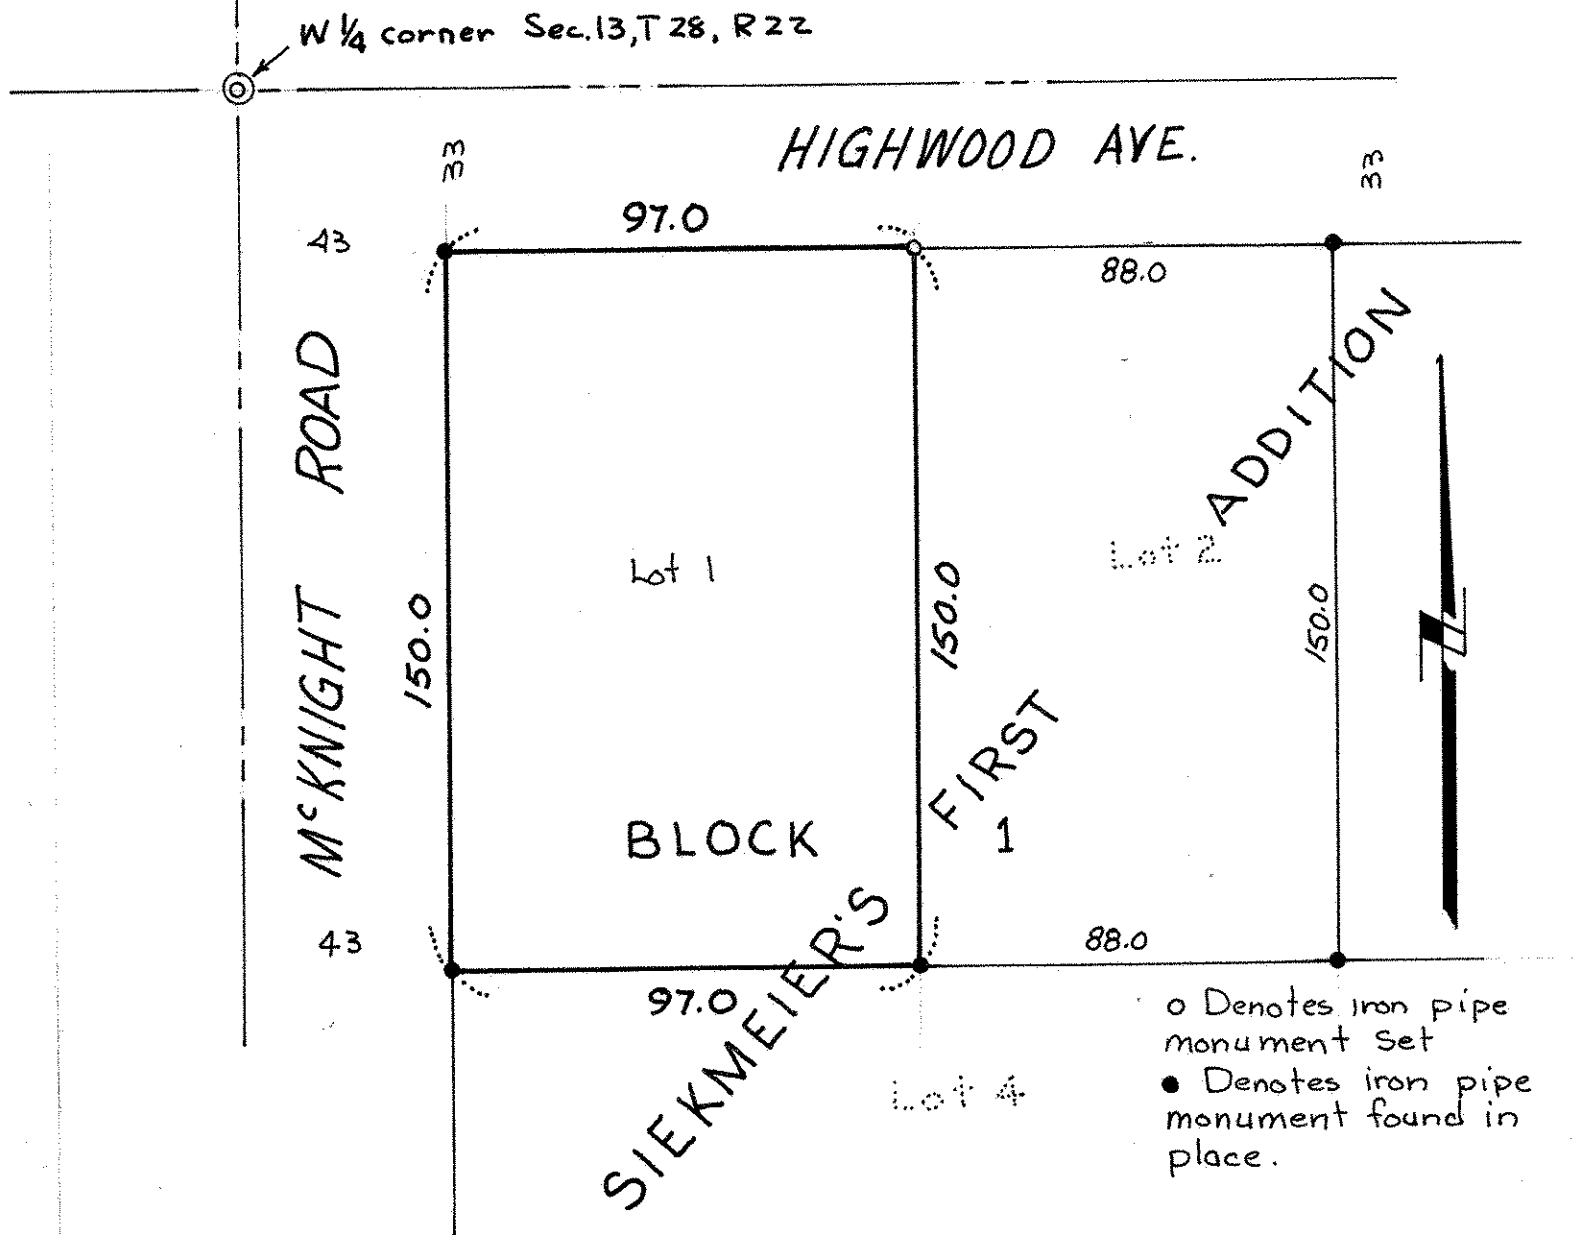 W 1/4 corner Sec.13,T 28, R 22
HIGHWOOD AVE.
33
33
43
97.0
88.0
McKNIGHT ROAD
Lot 1
Lot 2
150.0
150.0
150.0
BLOCK 1
SIEKMEIER'S FIRST ADDITION
43
97.0
88.0
Lot 4
N
o Denotes iron pipe
monument Set
● Denotes iron pipe
monument found in
place.